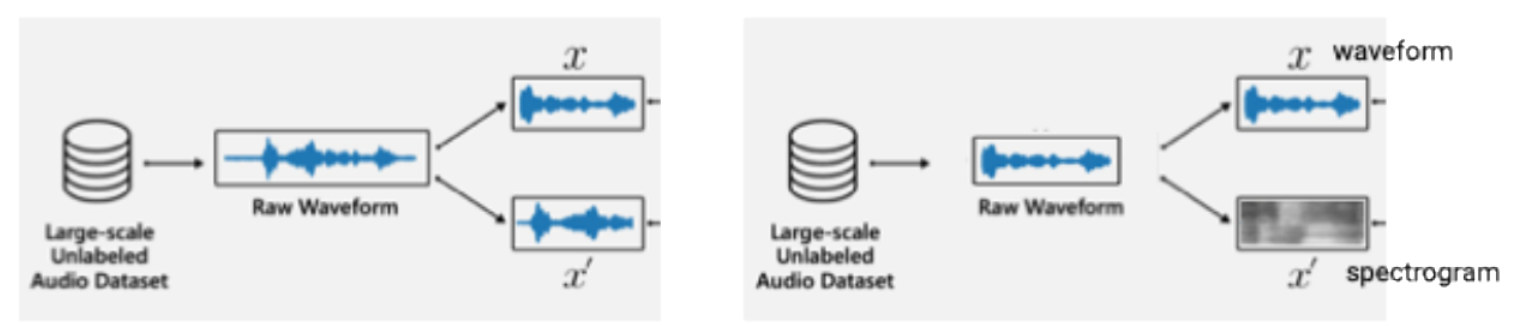 x
Raw Waveform
Large-scale
Unlabeled
Audio Dataset
x′
x waveform
Raw Waveform
Large-scale
Unlabeled
Audio Dataset
x′ spectrogram